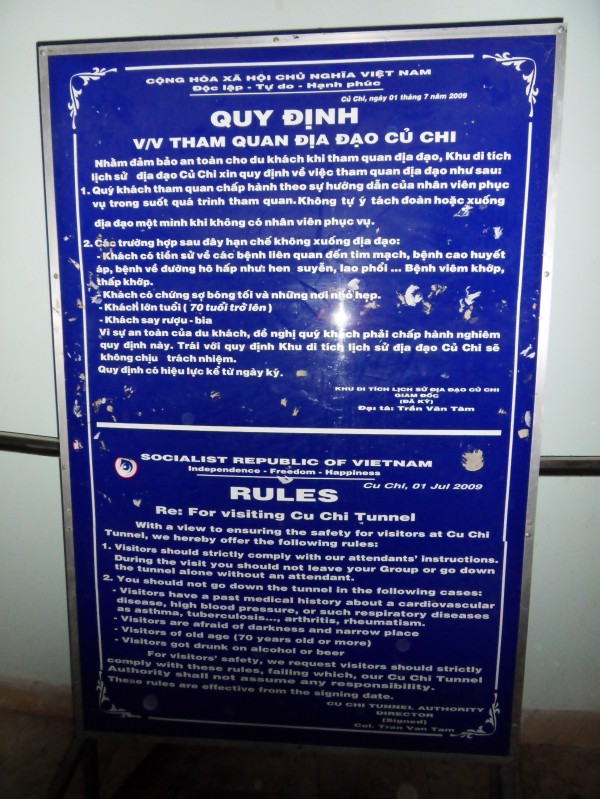 CỘNG HÒA XÃ HỘI CHỦ NGHĨA VIỆT NAM
Độc lập - Tự do - Hạnh phúc
Củ Chi, ngày 01 tháng 7 năm 2009
QUY ĐỊNH
V/V THAM QUAN ĐỊA ĐẠO CỦ CHI
Nhằm đảm bảo an toàn cho du khách khi tham quan địa đạo, Khu di tích
lịch sử địa đạo Củ Chi xin quy định về việc tham quan địa đạo như sau:
1. Quý khách tham quan chấp hành theo sự hướng dẫn của nhân viên phục
vụ trong suốt quá trình tham quan. Không tự ý tách đoàn hoặc xuống
địa đạo một mình khi không có nhân viên phục vụ.
2. Các trường hợp sau đây hạn chế không xuống địa đạo:
- Khách có tiền sử về các bệnh liên quan đến tim mạch, bệnh cao huyết
áp, bệnh về đường hô hấp như: hen suyễn, lao phổi ... Bệnh viêm khớp,
thấp khớp.
- Khách có chứng sợ bóng tối và những nơi nhỏ hẹp.
- Khách lớn tuổi ( 70 tuổi trở lên )
- Khách say rượu - bia
Vì sự an toàn của du khách, đề nghị quý khách phải chấp hành nghiêm
quy định này. Trái với quy định Khu di tích lịch sử địa đạo Củ Chi sẽ
không chịu trách nhiệm.
Quy định có hiệu lực kể từ ngày ký.
KHU DI TÍCH LỊCH SỬ ĐỊA ĐẠO CỦ CHI
GIÁM ĐỐC
(ĐÃ KÝ)
Đại tá: Trần Văn Tâm
SOCIALIST REPUBLIC OF VIETNAM
Independence - Freedom - Happiness
Cu Chi, 01 Jul 2009
RULES
Re: For visiting Cu Chi Tunnel
With a view to ensuring the safety for visitors at Cu Chi
Tunnel, we hereby offer the following rules:
1. Visitors should strictly comply with our attendants' instructions.
During the visit you should not leave your Group or go down
the tunnel alone without an attendant.
2. You should not go down the tunnel in the following cases:
- Visitors have a past medical history about a cardiovascular
disease, high blood pressure, or such respiratory diseases
as asthma, tuberculosis..., arthritis, rheumatism.
- Visitors are afraid of darkness and narrow place
- Visitors of old age (70 years old or more)
- Visitors got drunk on alcohol or beer
For visitors' safety, we request visitors should strictly
comply with these rules, failing which, our Cu Chi Tunnel
Authority shall not assume any responsibility.
These rules are effective from the signing date.
CU CHI TUNNEL AUTHORITY
DIRECTOR
(Signed)
Col. Tran Van Tam